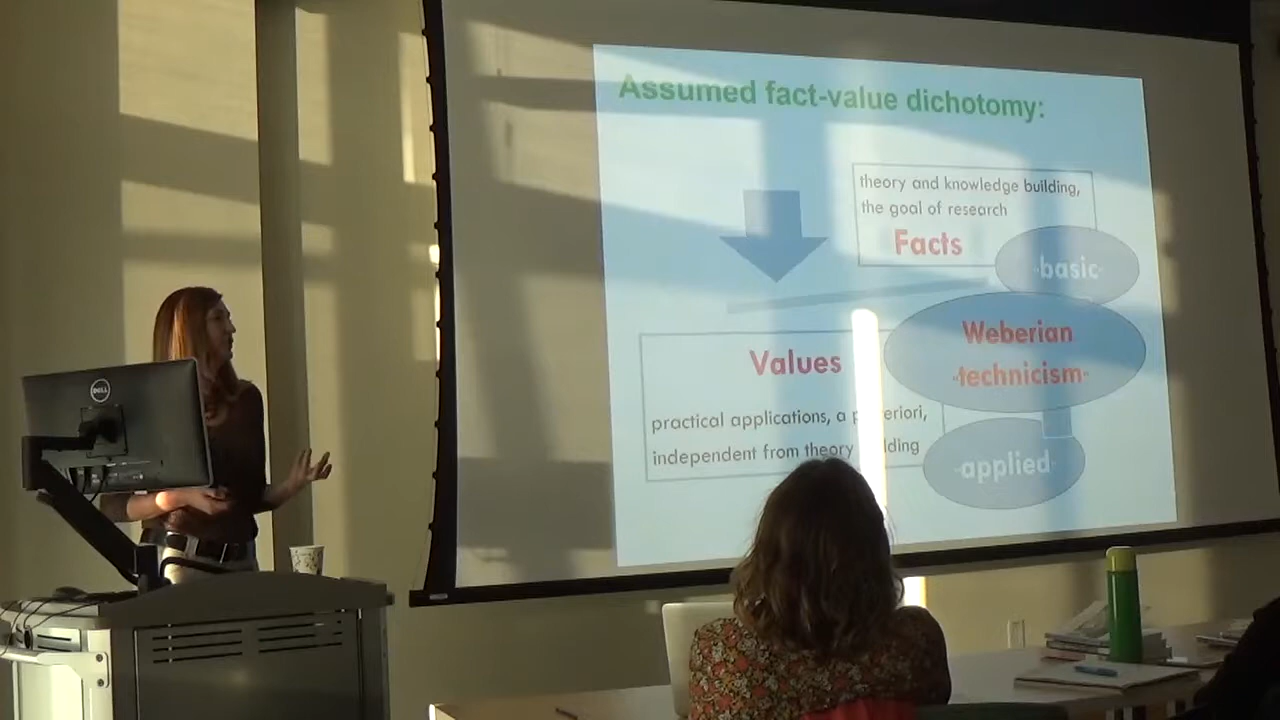 Assumed fact-value dichotomy:
theory and knowledge building,
the goal of research
Facts
-basic-
Weberian
-technicism-
Values
practical applications, a
independent from theory
-applied-
DELL